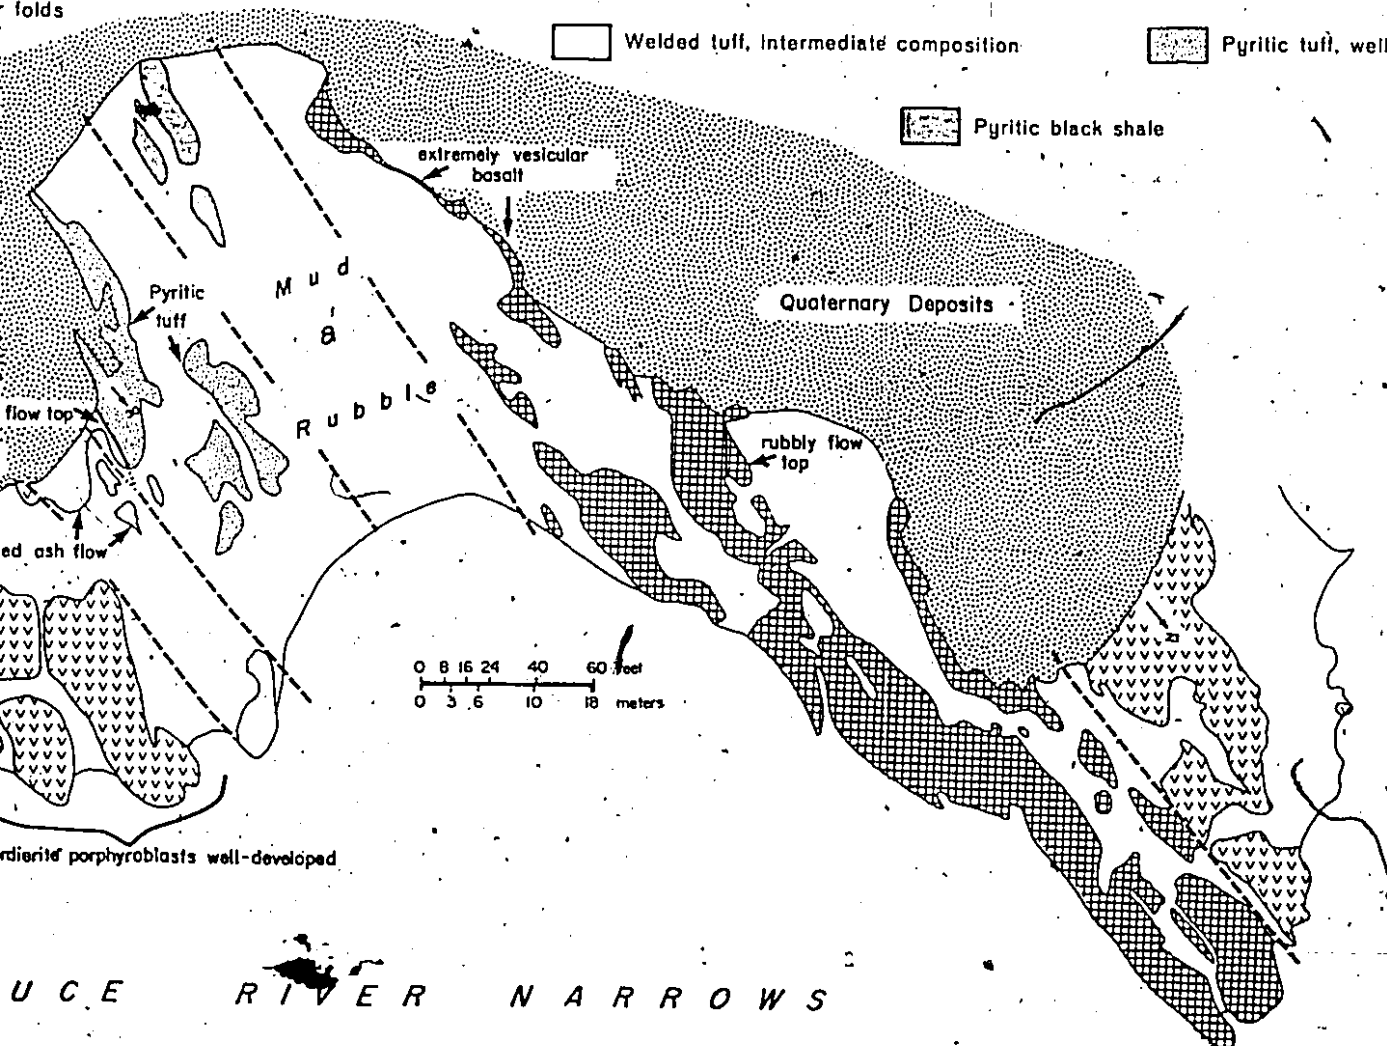 folds
Welded tuff, Intermediate composition
Pyritic tuff, well
Pyritic black shale
extremely vesicular
basalt
Mud
&
Rubble
Pyritic
tuff
Quaternary Deposits
flow top
rubbly flow
top
ed ash flow
0 8 16 24 40 60 feet
0 3 6 10 18 meters
rdierite porphyroblasts well-developed
UCE RIVER NARROWS